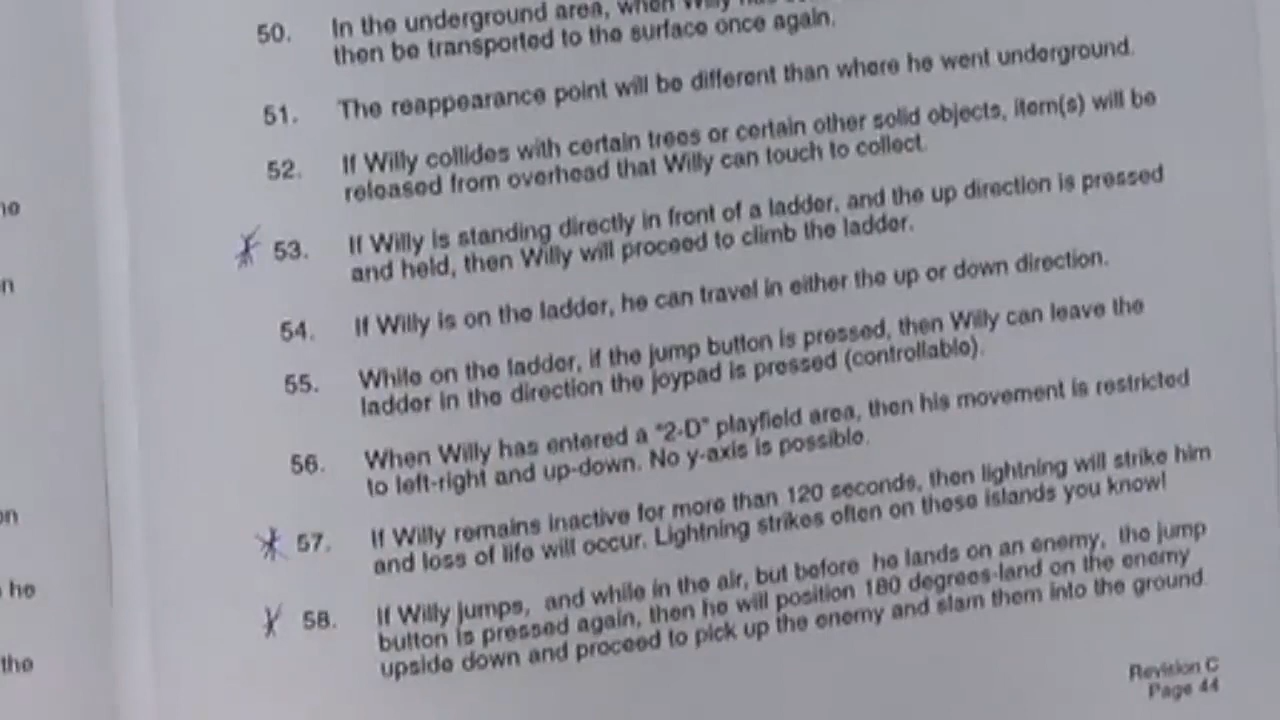 50. In the underground area, when Willy has
then be transported to the surface once again.
51. The reappearance point will be different than where he went underground.
52. If Willy collides with certain trees or certain other solid objects, item(s) will be
released from overhead that Willy can touch to collect.
53. If Willy is standing directly in front of a ladder, and the up direction is pressed
and held, then Willy will proceed to climb the ladder.
54. If Willy is on the ladder, he can travel in either the up or down direction.
55. While on the ladder, if the jump button is pressed, then Willy can leave the
ladder in the direction the joypad is pressed (controllable).
56. When Willy has entered a "2-D" playfield area, then his movement is restricted
to left-right and up-down. No y-axis is possible.
57. If Willy remains inactive for more than 120 seconds, then lightning will strike him
and loss of life will occur. Lightning strikes often on these islands you know!
58. If Willy jumps, and while in the air, but before he lands on an enemy, the jump
button is pressed again, then he will position 180 degrees-land on the enemy
upside down and proceed to pick up the enemy and slam them into the ground
Revision C
Page 44
he
the